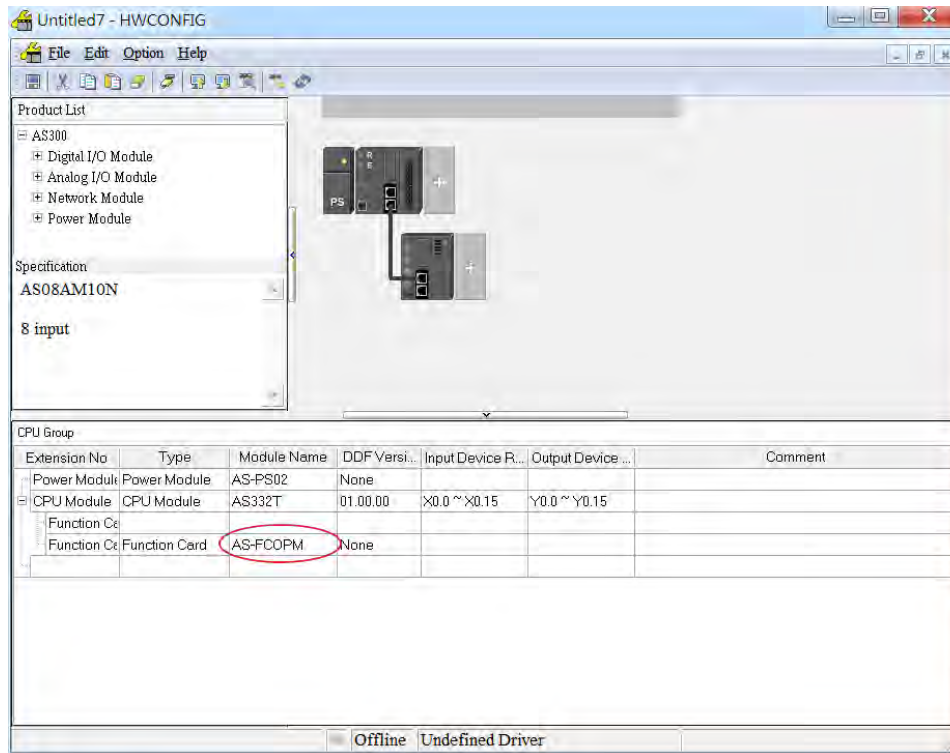 Untitled7 - HWCONFIG
File Edit Option Help
Product List
AS300
Digital I/O Module
Analog I/O Module
Network Module
Power Module
Specification
AS08AM10N
8 input
R
E
PS
CPU Group
Extension No Type Module Name DDF Versi... Input Device R... Output Device ... Comment
Power Module Power Module AS-PS02 None
CPU Module CPU Module AS332T 01.00.00 X0.0 ~ X0.15 Y0.0 ~ Y0.15
Function Ca
Function Ca Function Card AS-FCOPM None
Offline Undefined Driver